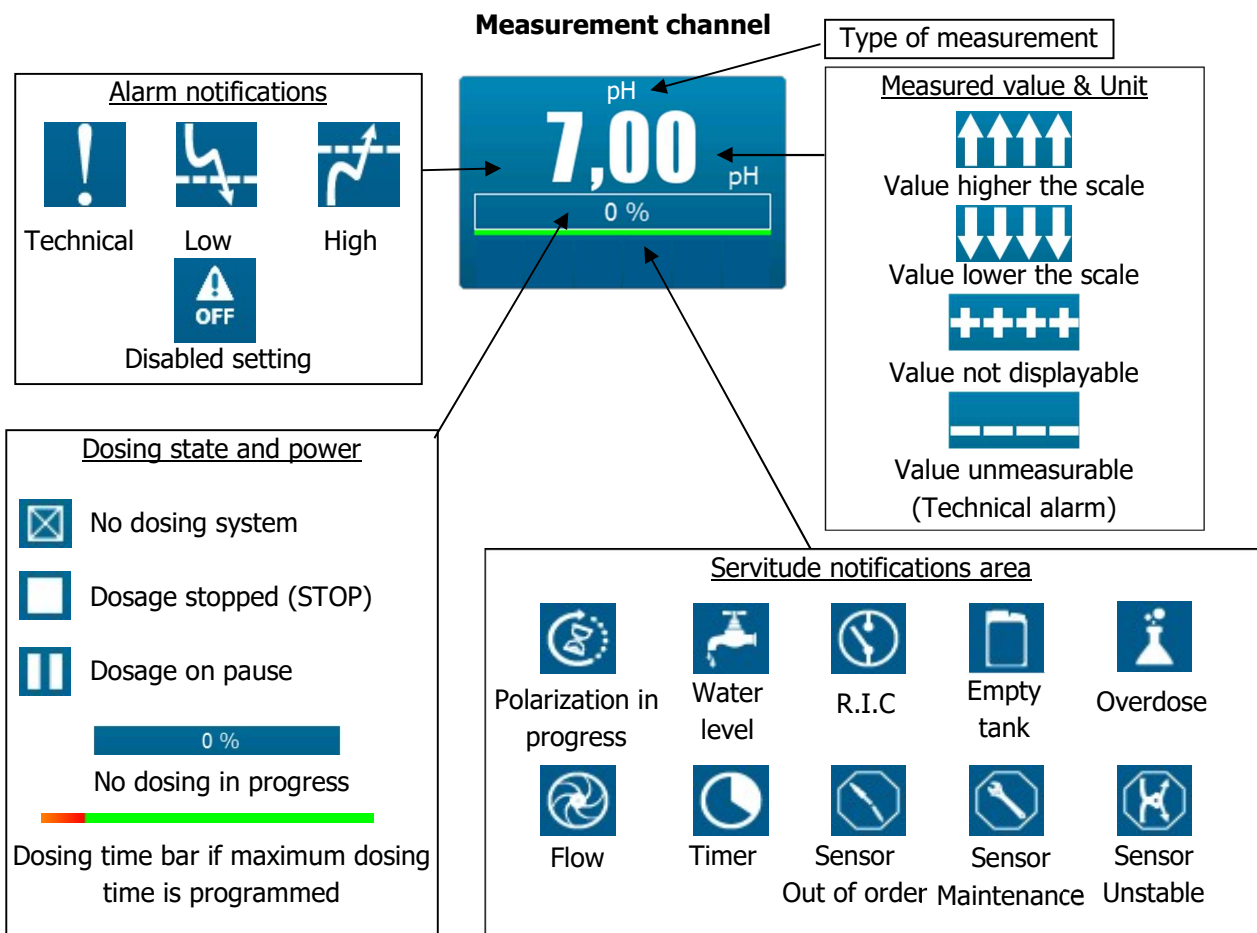 Measurement channel
Type of measurement
Alarm notifications
Technical
Low
High
OFF
Disabled setting
pH
7,00
pH
0 %
Measured value & Unit
Value higher the scale
Value lower the scale
Value not displayable
Value unmeasurable
(Technical alarm)
Dosing state and power
No dosing system
Dosage stopped (STOP)
Dosage on pause
0 %
No dosing in progress
Dosing time bar if maximum dosing
time is programmed
Servitude notifications area
Polarization in
progress
Water
level
R.I.C
Empty
tank
Overdose
Flow
Timer
Sensor
Out of order
Sensor
Maintenance
Sensor
Unstable